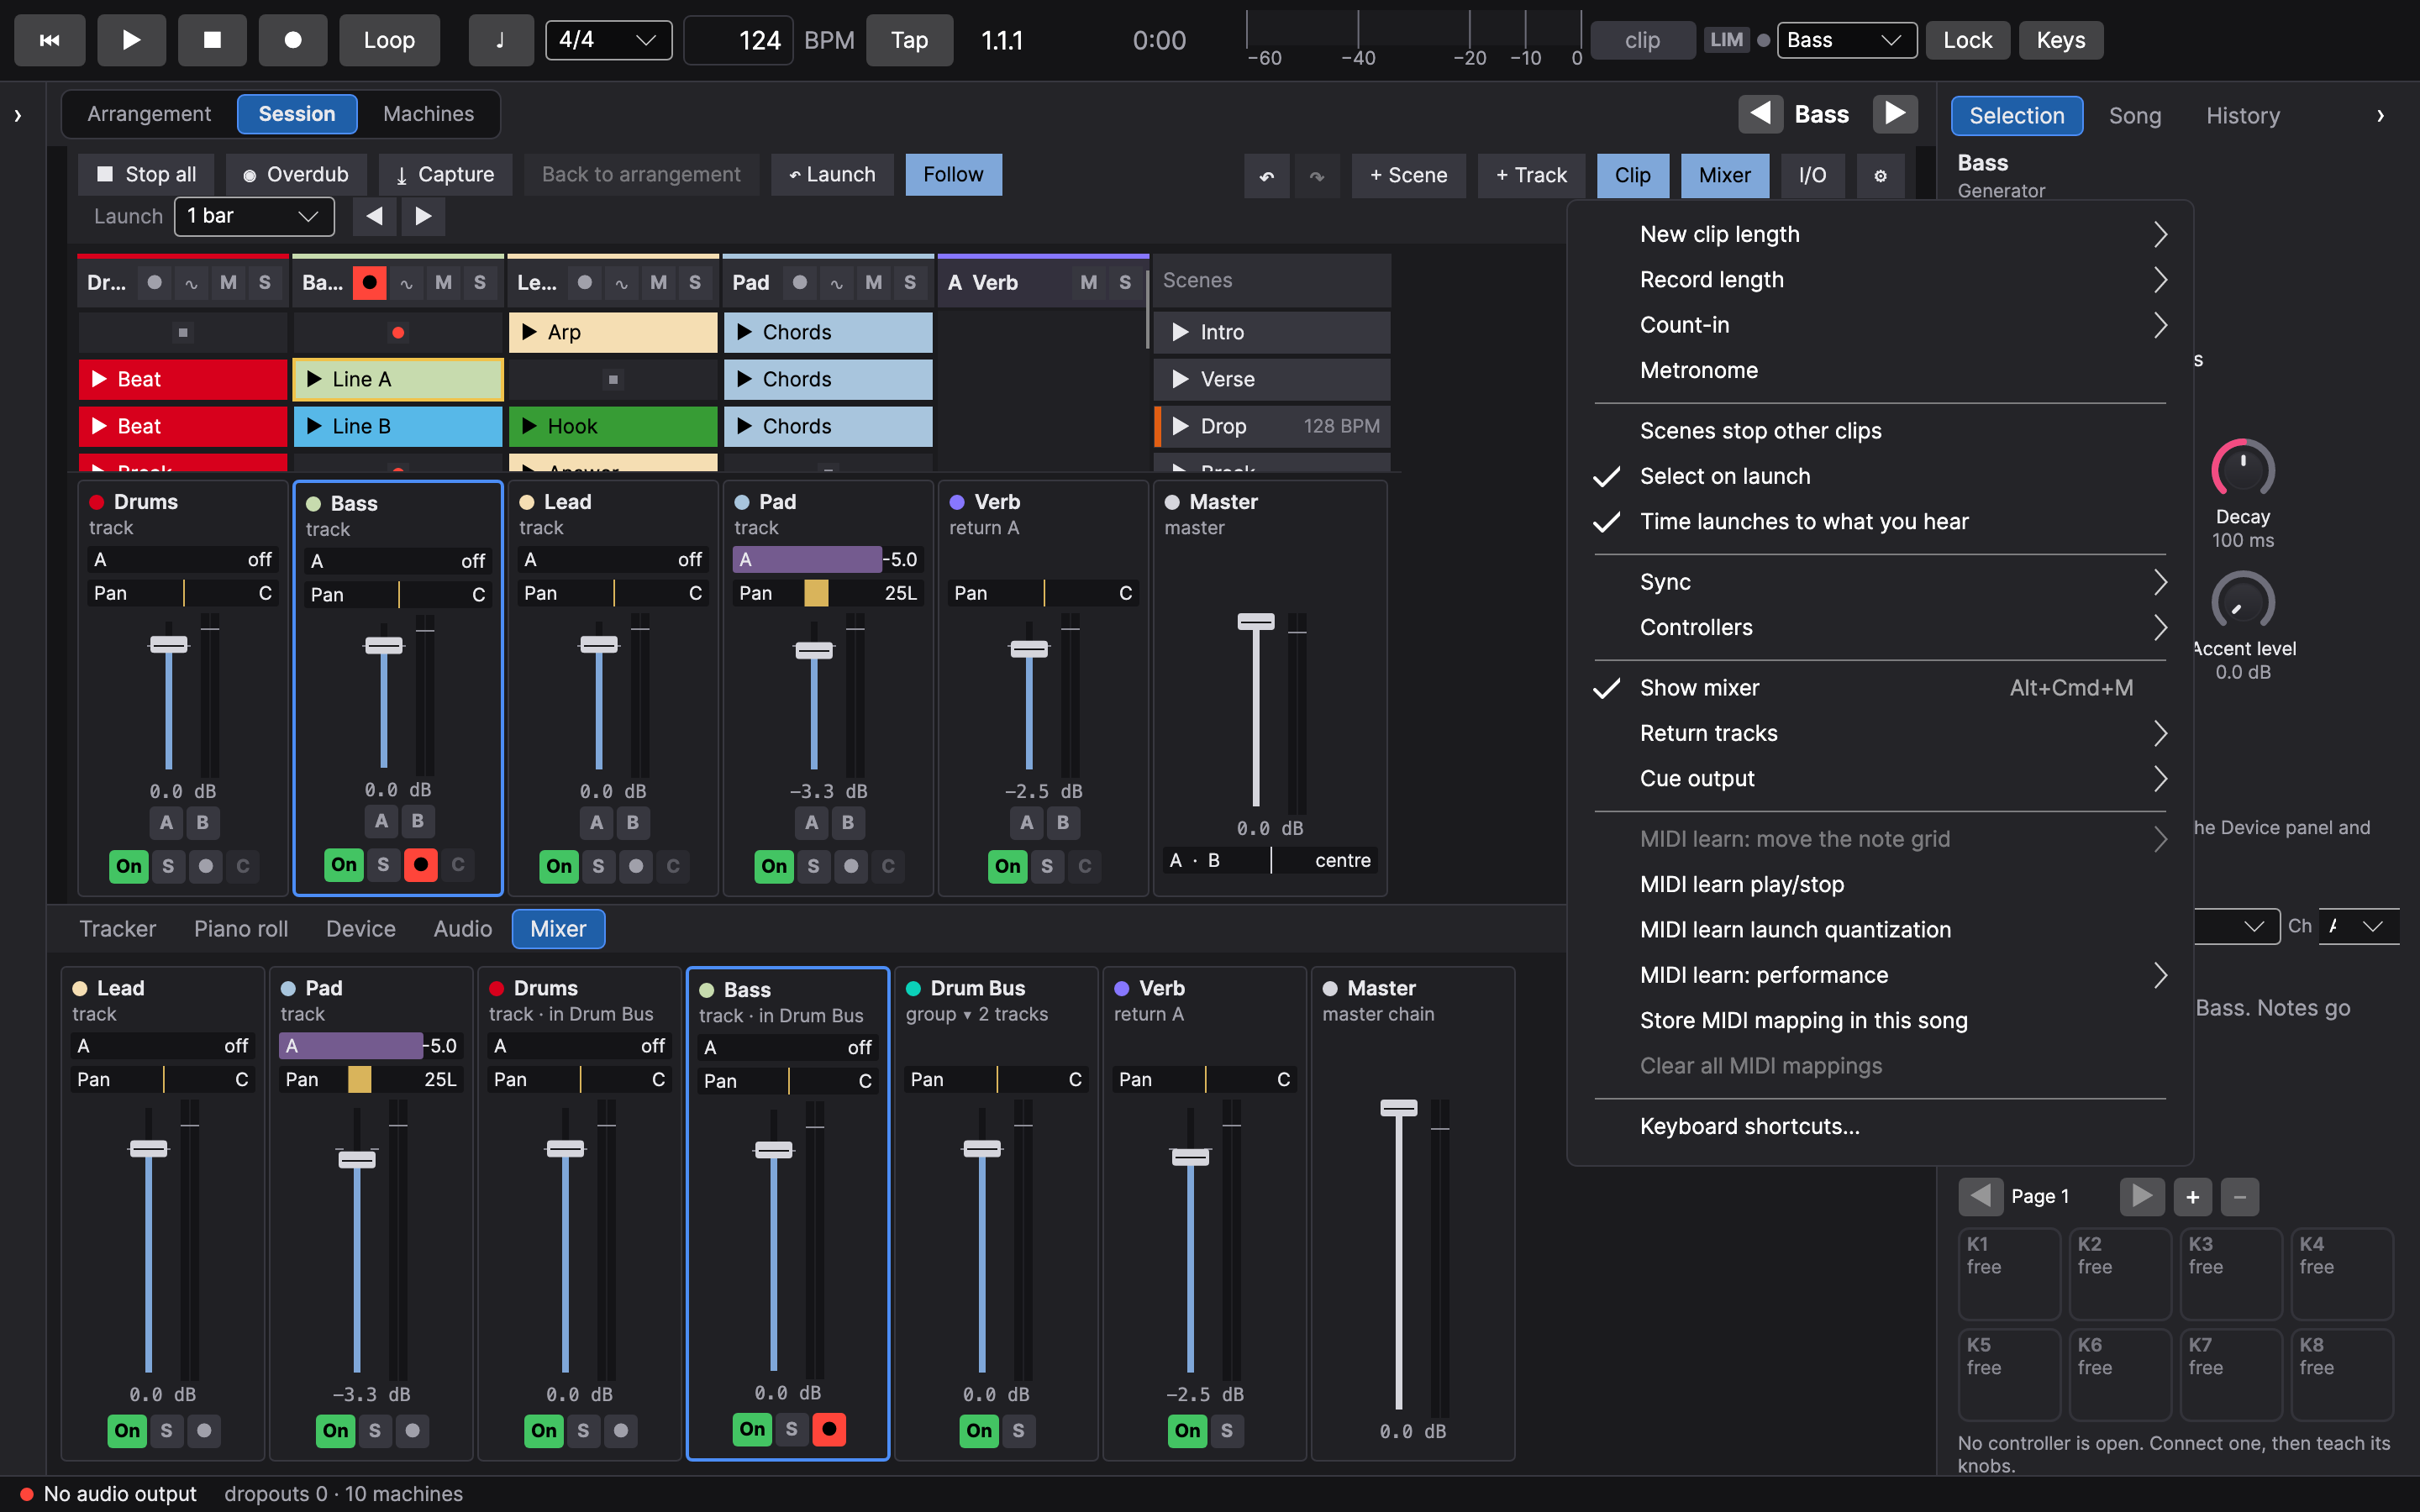 Loop
4/4
124 BPM
Tap
1.1.1
0:00
−60 −40 −20 −10 0
clip
LIM
Bass
Lock
Keys
Arrangement
Session
Machines
Bass
Selection
Song
History
Stop all
Overdub
Capture
Back to arrangement
Launch
Follow
+ Scene
+ Track
Clip
Mixer
I/O
Bass
Generator
Launch
1 bar
Dr... M S
Ba... M S
Le... M S
Pad M S
A Verb M S
Scenes
Arp
Chords
Intro
Beat
Line A
Chords
Verse
Beat
Line B
Hook
Chords
Drop 128 BPM
Break
Answer
Break
New clip length
Record length
Count-in
Metronome
Scenes stop other clips
Select on launch
Time launches to what you hear
Sync
Controllers
Show mixer Alt+Cmd+M
Return tracks
Cue output
MIDI learn: move the note grid
MIDI learn play/stop
MIDI learn launch quantization
MIDI learn: performance
Store MIDI mapping in this song
Clear all MIDI mappings
Keyboard shortcuts...
s
Decay
100 ms
Accent level
0.0 dB
he Device panel and
Ch
Bass. Notes go
Drums
track
A off
Pan C
0.0 dB
A B
On S C
Bass
track
A off
Pan C
0.0 dB
A B
On S C
Lead
track
A off
Pan C
0.0 dB
A B
On S C
Pad
track
A -5.0
Pan 25L
−3.3 dB
A B
On S C
Verb
return A
Pan C
−2.5 dB
A B
On S C
Master
master
0.0 dB
A · B centre
Tracker
Piano roll
Device
Audio
Mixer
Lead
track
A off
Pan C
0.0 dB
On S
Pad
track
A -5.0
Pan 25L
−3.3 dB
On S
Drums
track · in Drum Bus
A off
Pan C
0.0 dB
On S
Bass
track · in Drum Bus
A off
Pan C
0.0 dB
On S
Drum Bus
group ▾ 2 tracks
Pan C
0.0 dB
On S
Verb
return A
Pan C
−2.5 dB
On S
Master
master chain
0.0 dB
Page 1
+ −
K1
free
K2
free
K3
free
K4
free
K5
free
K6
free
K7
free
K8
free
No controller is open. Connect one, then teach its
knobs.
No audio output
dropouts 0 · 10 machines